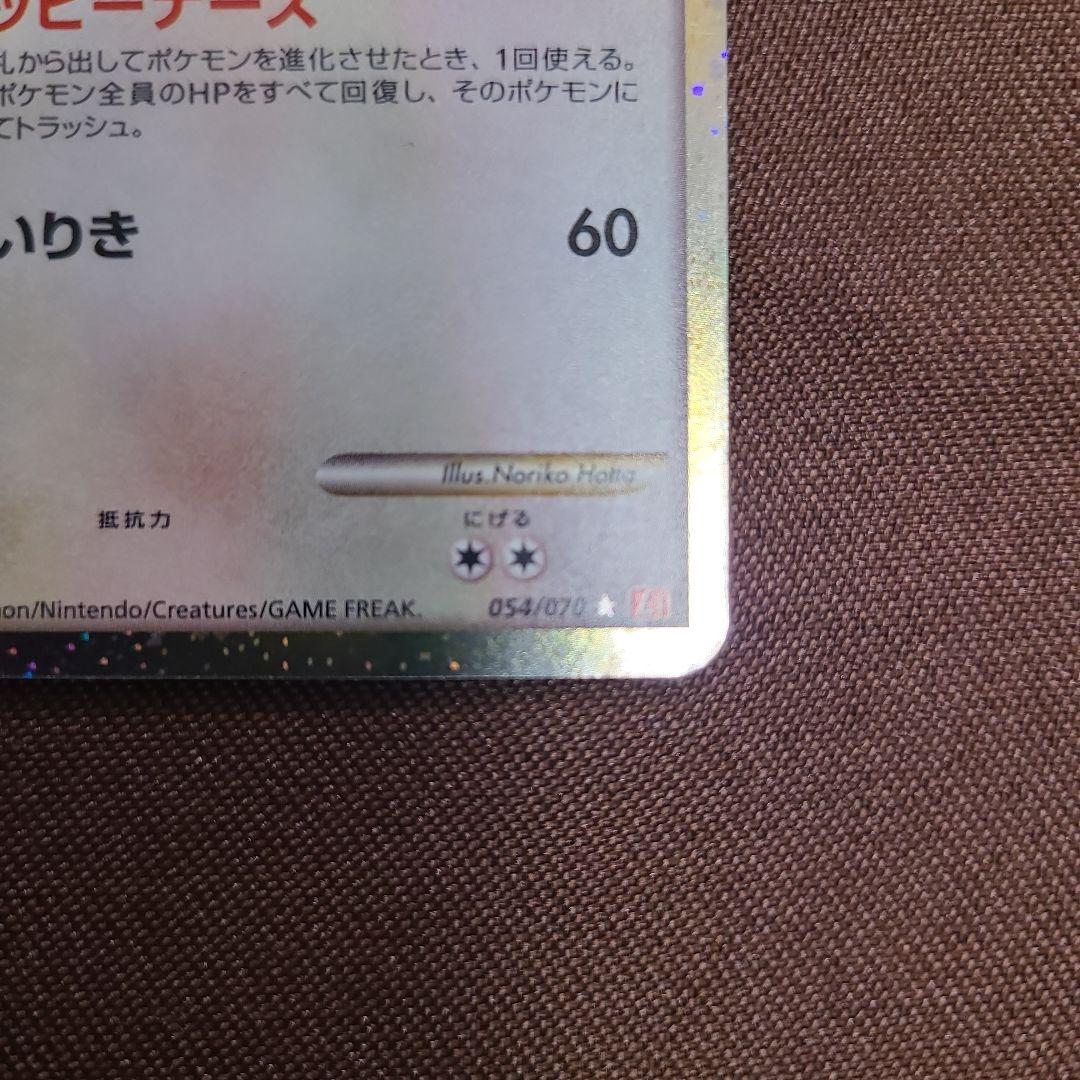 ッピーナース
札から出してポケモンを進化させたとき、1回使える。
ポケモン全員のHPをすべて回復し、そのポケモンに
てトラッシュ。
いりき 60
Illus. Noriko Hotta
抵抗力 にげる
on/Nintendo/Creatures/GAME FREAK. 054/070